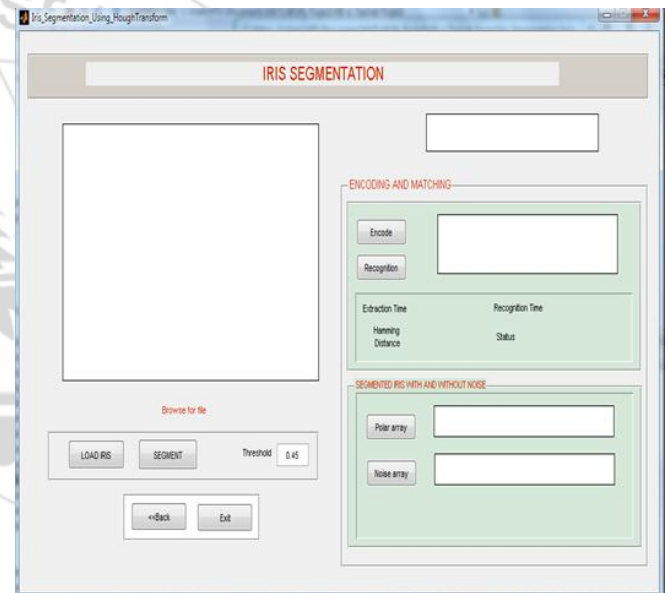 Iris_Segmentation_Using_HoughTransform
IRIS SEGMENTATION
ENCODING AND MATCHING
Encode
Recognition
Extraction Time
Recognition Time
Hamming
Distance
Status
Browse for file
LOAD IRIS
SEGMENT
Threshold
0.45
<<Back
Exit
SEGMENTED IRIS WITH AND WITHOUT NOISE
Polar array
Noise array